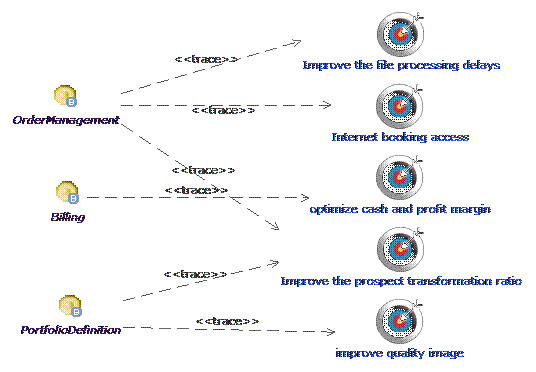 <<trace>>
Improve the file processing delays
B
<<trace>>
OrderManagement
Internet booking access
<<trace>>
B
<<trace>>
Billing
optimize cash and profit margin
<<trace>>
Improve the prospect transformation ratio
B
<<trace>>
PortfolioDefinition
improve quality image